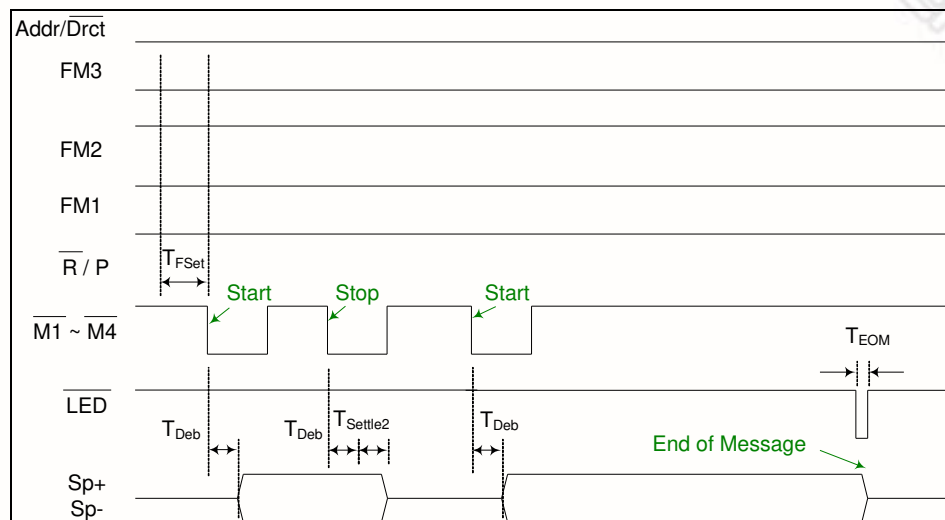 Addr/Drct
FM3
FM2
FM1
R / P
TFSet
Start Stop Start
M1 ~ M4
TEOM
LED
TDeb TDeb TSettle2 TDeb
End of Message
Sp+
Sp-